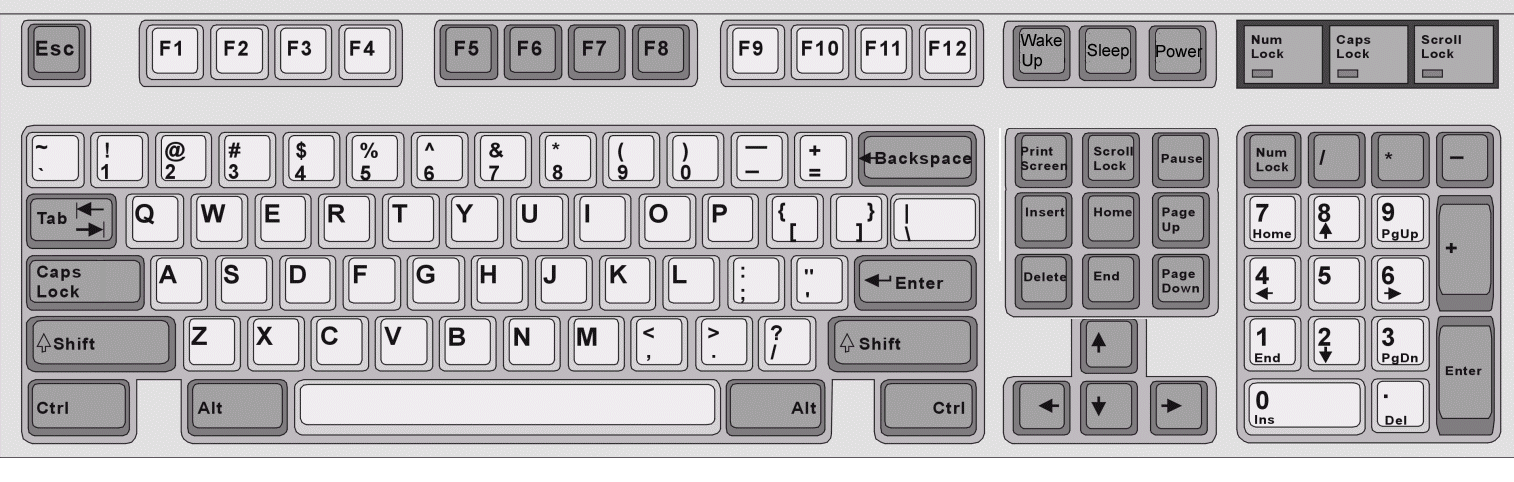 Esc F1 F2 F3 F4 F5 F6 F7 F8 F9 F10 F11 F12 Wake Up Sleep Power Num Lock Caps Lock Scroll Lock
~ ` ! 1 @ 2 # 3 $ 4 % 5 ^ 6 & 7 * 8 ( 9 ) 0 — – + = Backspace Print Screen Scroll Lock Pause Num Lock / * –
Tab Q W E R T Y U I O P { [ } ] | \ Insert Home Page Up 7 Home 8 9 PgUp +
Caps Lock A S D F G H J K L : ; " ' Enter Delete End Page Down 4 5 6
Shift Z X C V B N M < , > . ? / Shift 1 End 2 3 PgDn Enter
Ctrl Alt Alt Ctrl 0 Ins . Del